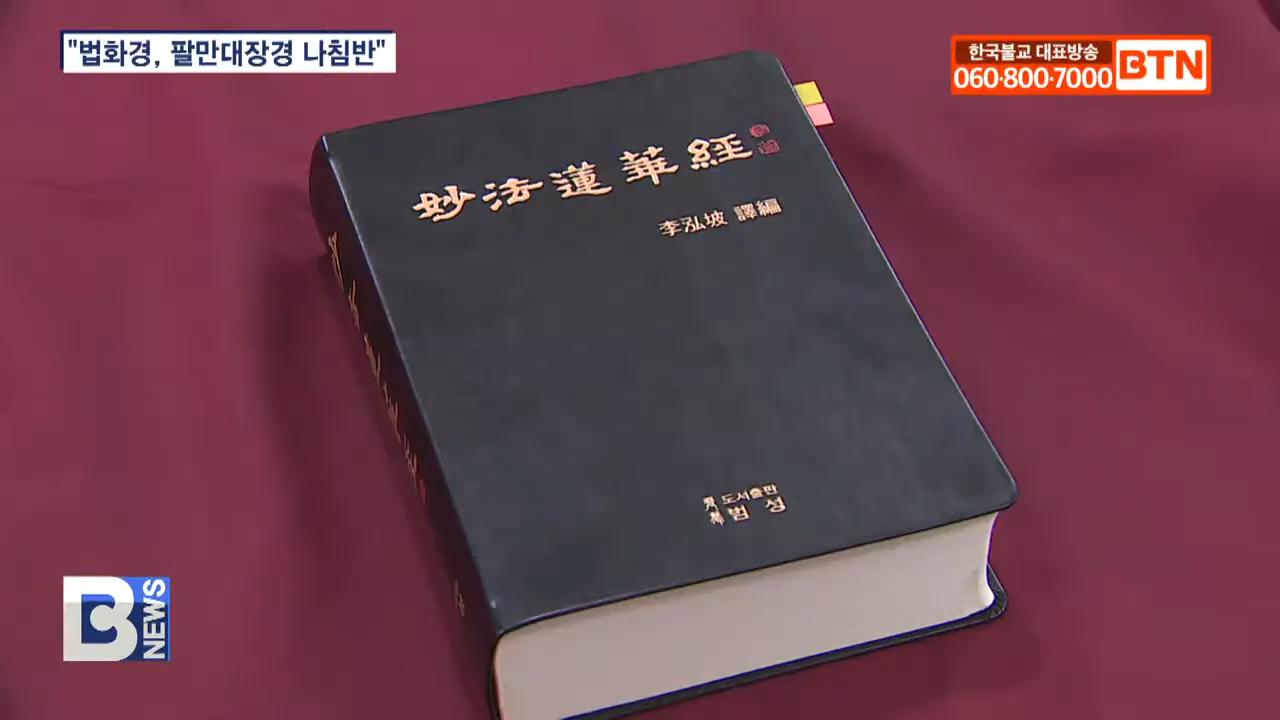 "법화경, 팔만대장경 나침반"
한국불교 대표방송
060·800·7000
BTN
妙法蓮華經
李泓坡 譯編
도서출판
범성
B NEWS